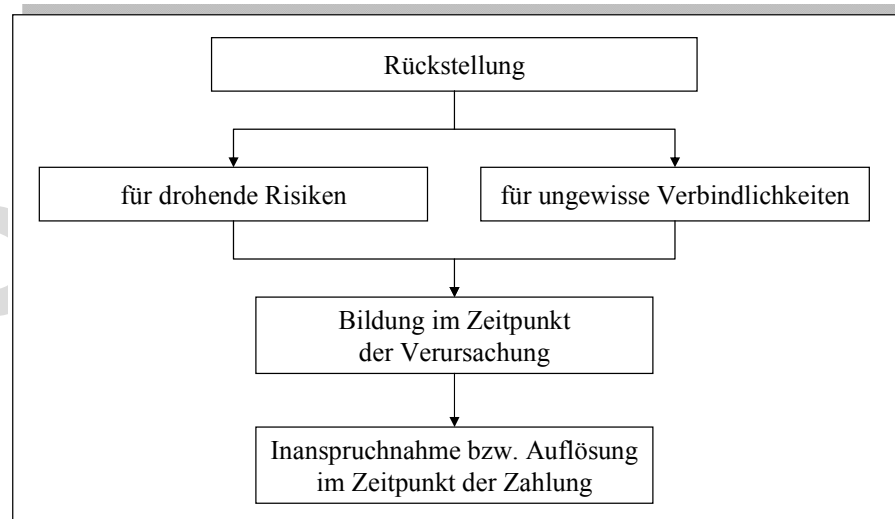 Rückstellung
für drohende Risiken
für ungewisse Verbindlichkeiten
Bildung im Zeitpunkt
der Verursachung
Inanspruchnahme bzw. Auflösung
im Zeitpunkt der Zahlung